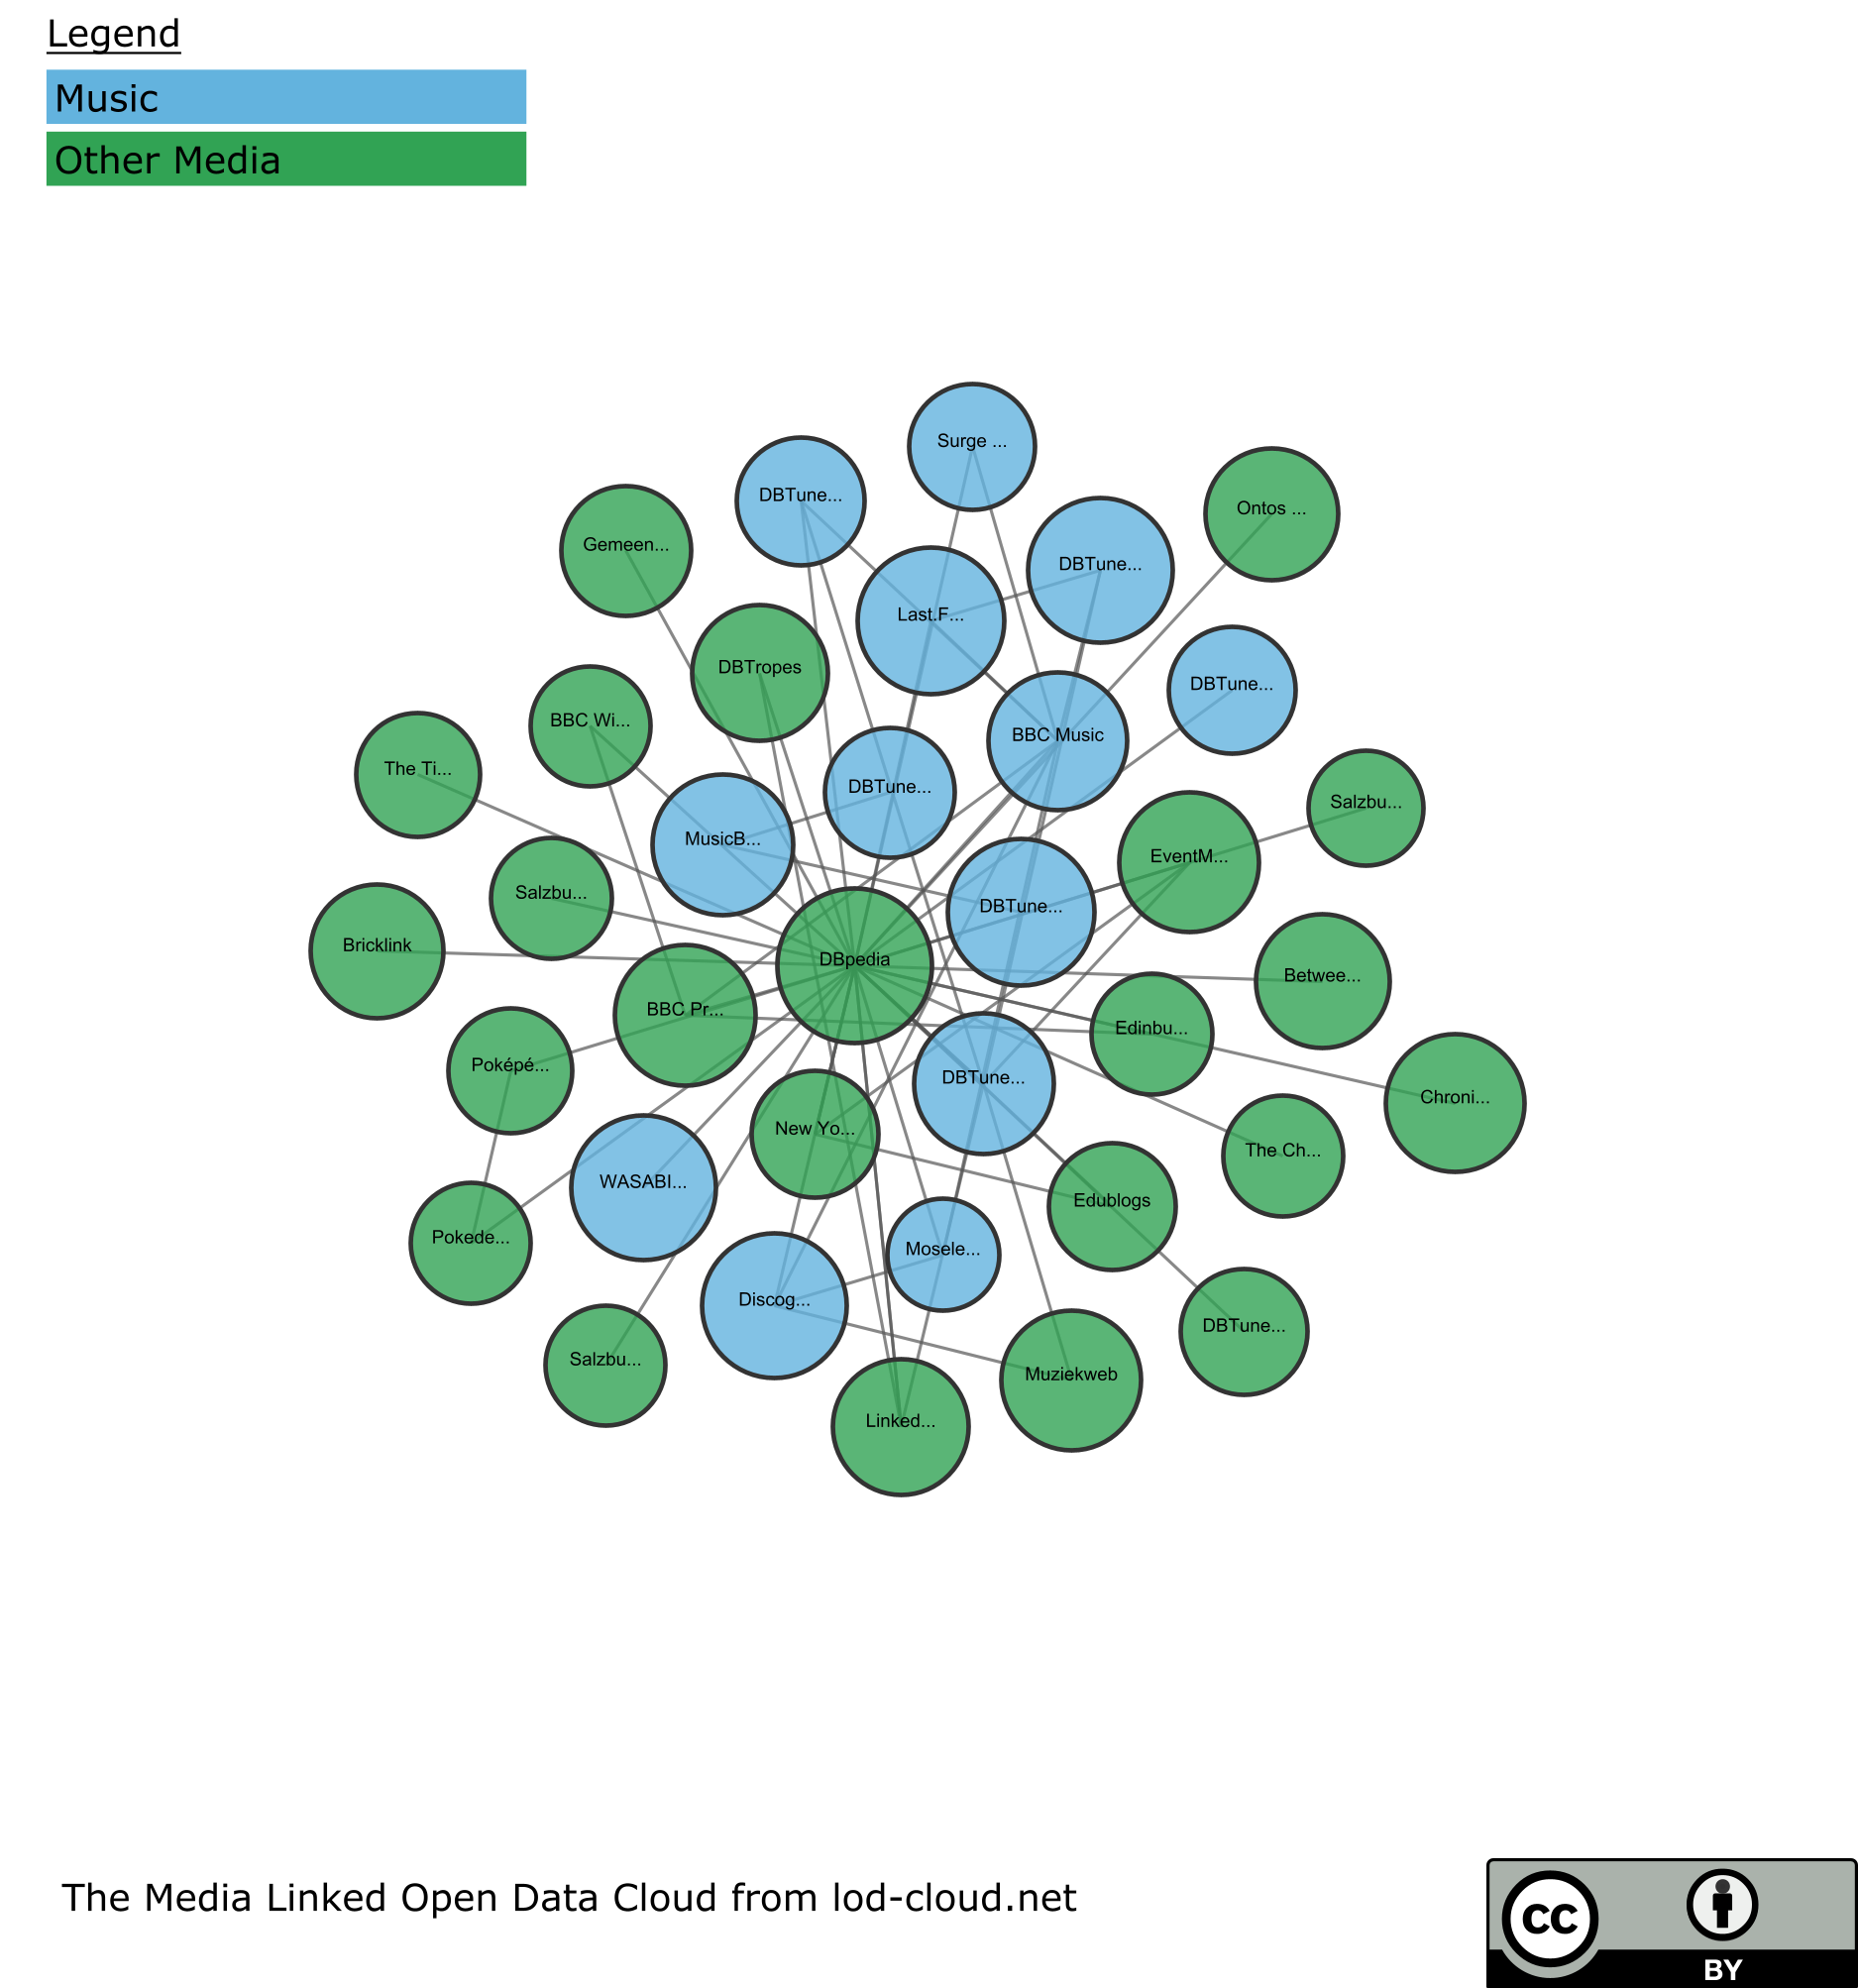 Legend
Music
Other Media
Surge ...
DBTune...
Ontos ...
Gemeen...
DBTune...
Last.F...
DBTropes
DBTune...
BBC Wi...
BBC Music
The Ti...
DBTune...
Salzbu...
MusicB...
EventM...
Salzbu...
DBTune...
Bricklink
DBpedia
Betwee...
BBC Pr...
Edinbu...
Poképé...
DBTune...
Chroni...
New Yo...
The Ch...
WASABI...
Edublogs
Pokede...
Mosele...
Discog...
DBTune...
Salzbu...
Muziekweb
Linked...
The Media Linked Open Data Cloud from lod-cloud.net
cc
BY